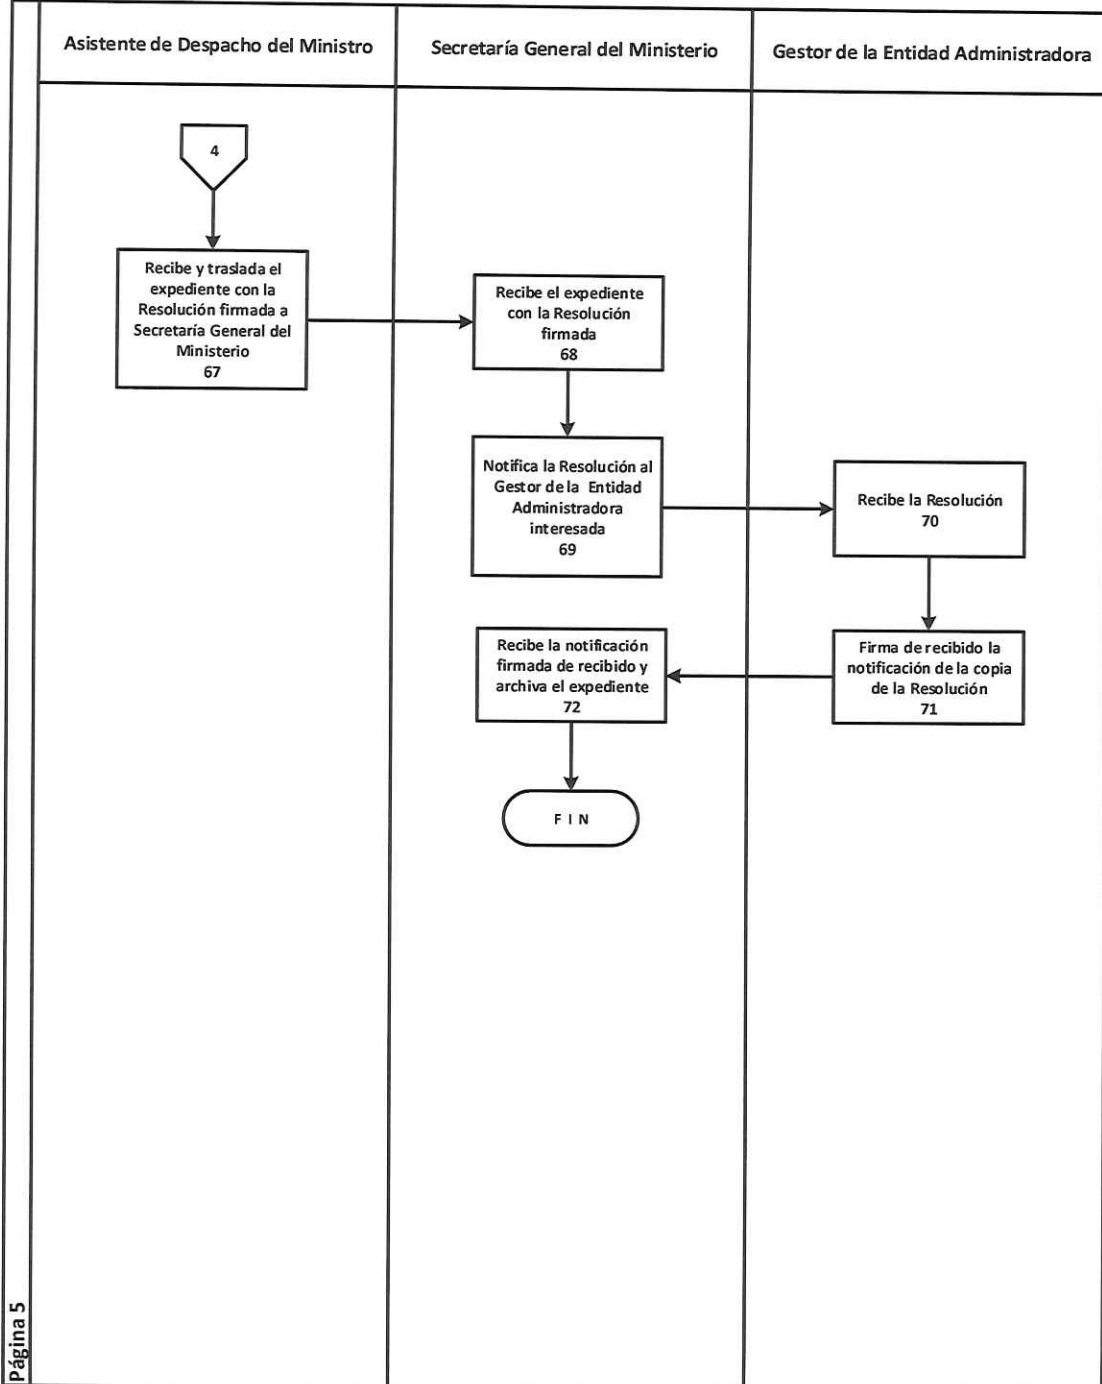 Asistente de Despacho del Ministro
Secretaría General del Ministerio
Gestor de la Entidad Administradora
4
Recibe y traslada el
expediente con la
Resolución firmada a
Secretaría General del
Ministerio
67
Recibe el expediente
con la Resolución
firmada
68
Notifica la Resolución al
Gestor de la Entidad
Administradora
interesada
69
Recibe la Resolución
70
Firma de recibido la
notificación de la copia
de la Resolución
71
Recibe la notificación
firmada de recibido y
archiva el expediente
72
F I N
Página 5